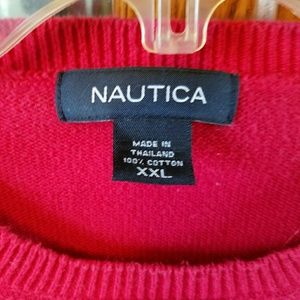 NAUTICA
MADE IN
THAILAND
100% COTTON
XXL